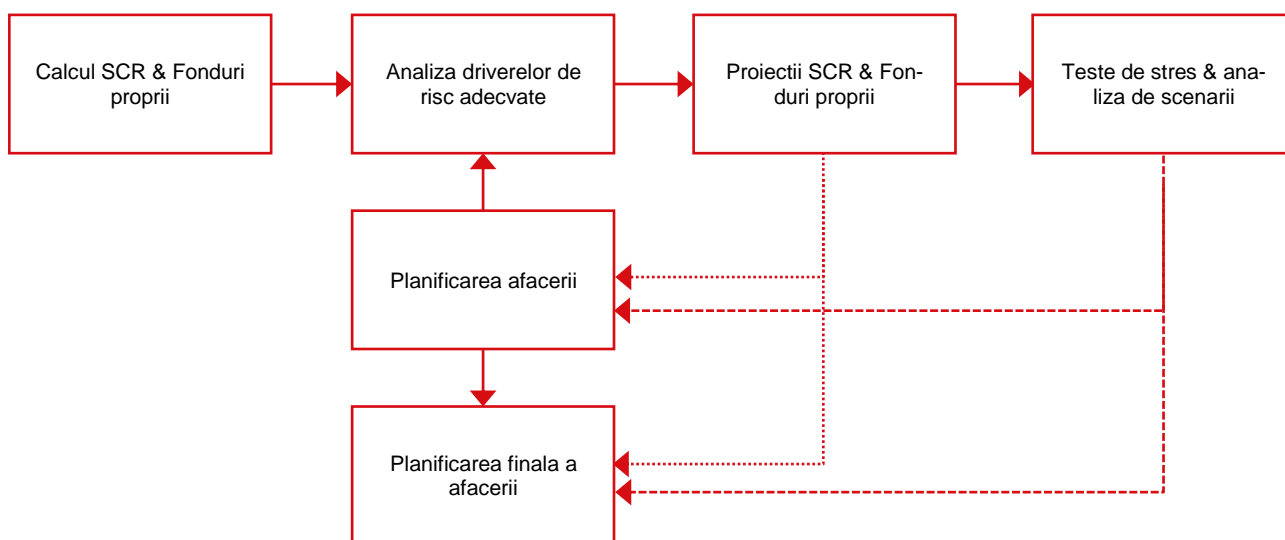 Calcul SCR & Fonduri
proprii
Analiza driverelor de
risc adecvate
Proiectii SCR & Fon-
duri proprii
Teste de stres & ana-
liza de scenarii
Planificarea afacerii
Planificarea finala a
afacerii